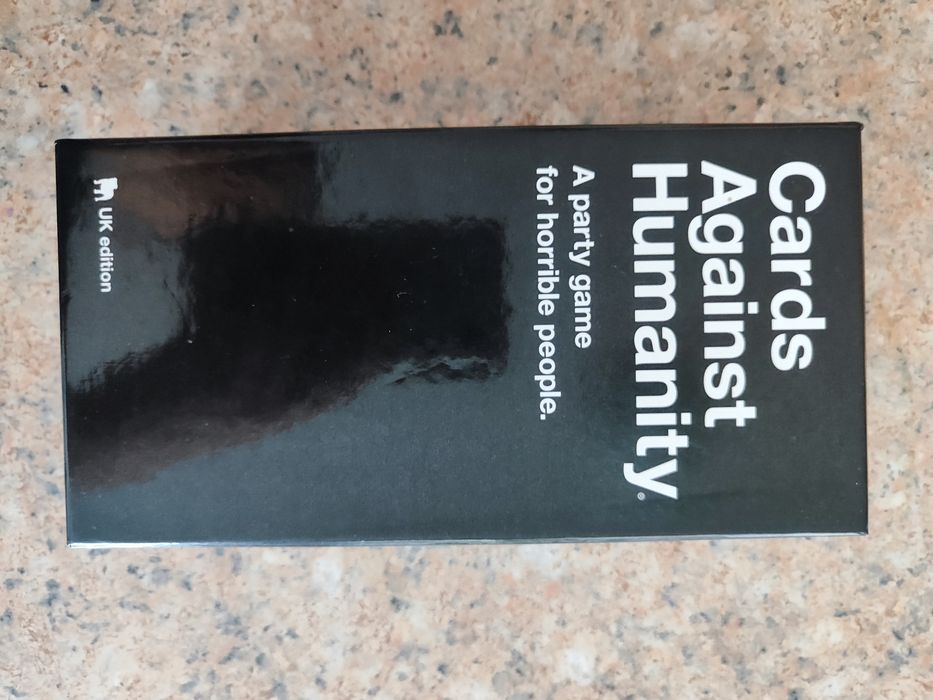 Cards
Against
Humanity®
A party game
for horrible people.
UK edition